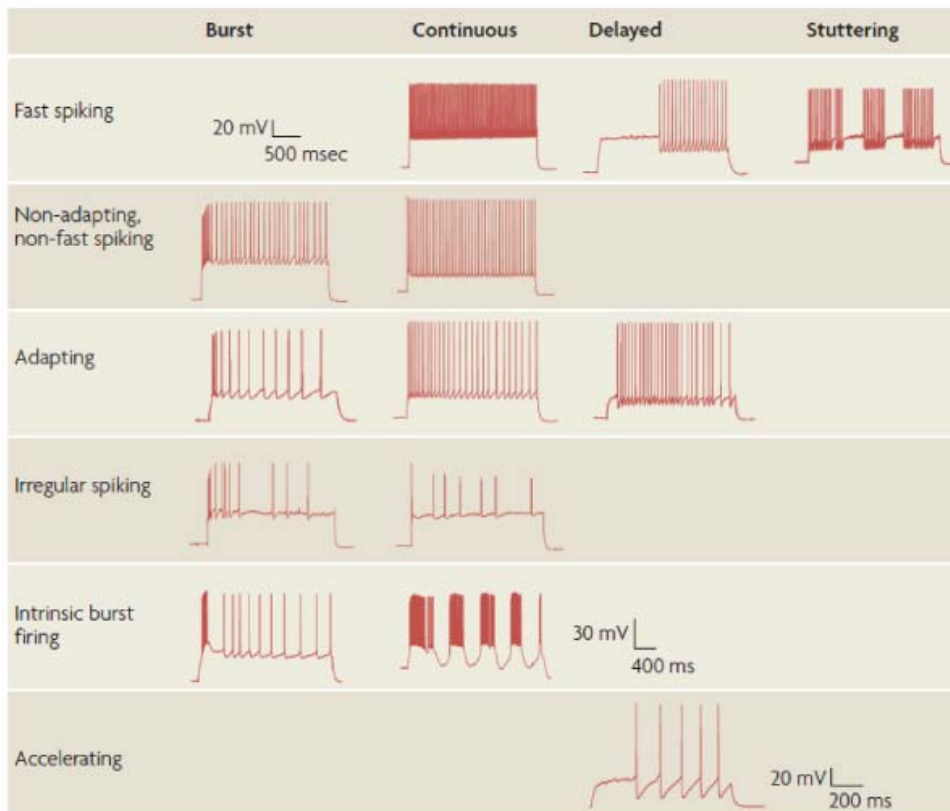 Burst Continuous Delayed Stuttering
Fast spiking
20 mV
500 msec
Non-adapting,
non-fast spiking
Adapting
Irregular spiking
Intrinsic burst
firing
30 mV
400 ms
Accelerating
20 mV
200 ms